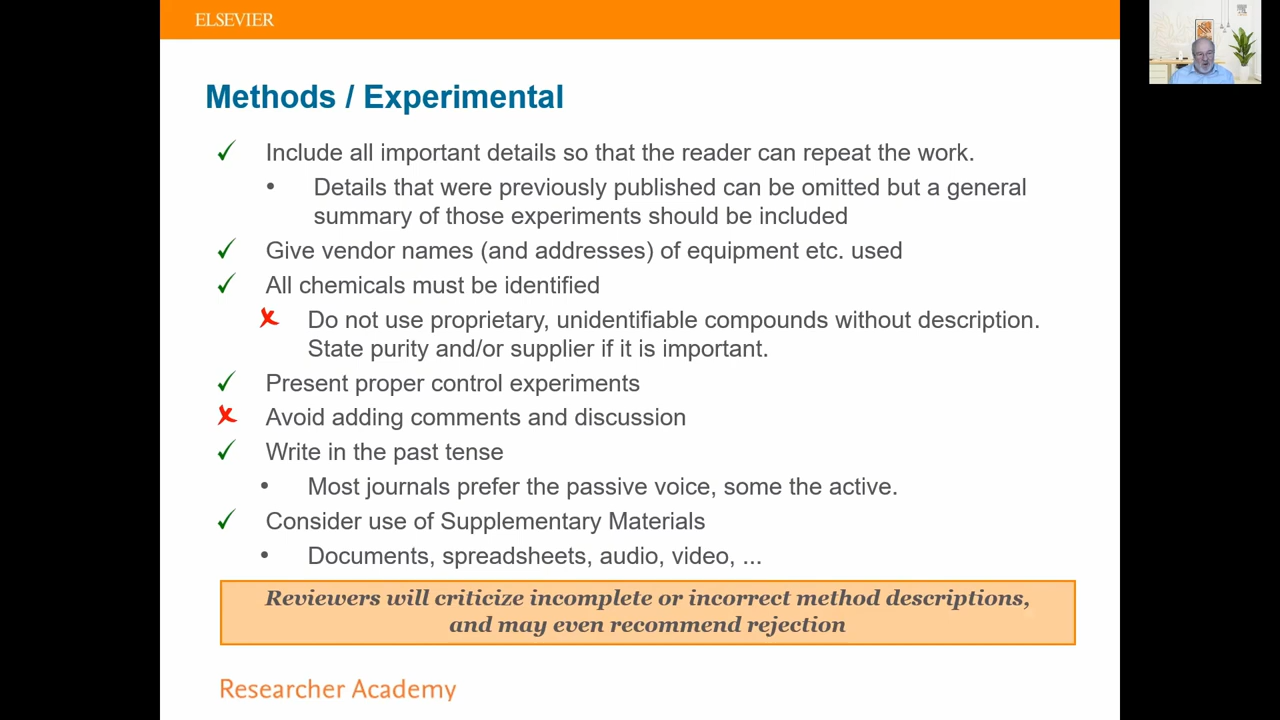 ELSEVIER
Methods / Experimental
✓ Include all important details so that the reader can repeat the work.
• Details that were previously published can be omitted but a general
summary of those experiments should be included
✓ Give vendor names (and addresses) of equipment etc. used
✓ All chemicals must be identified
✗ Do not use proprietary, unidentifiable compounds without description.
State purity and/or supplier if it is important.
✓ Present proper control experiments
✗ Avoid adding comments and discussion
✓ Write in the past tense
• Most journals prefer the passive voice, some the active.
✓ Consider use of Supplementary Materials
• Documents, spreadsheets, audio, video, ...
Reviewers will criticize incomplete or incorrect method descriptions,
and may even recommend rejection
Researcher Academy